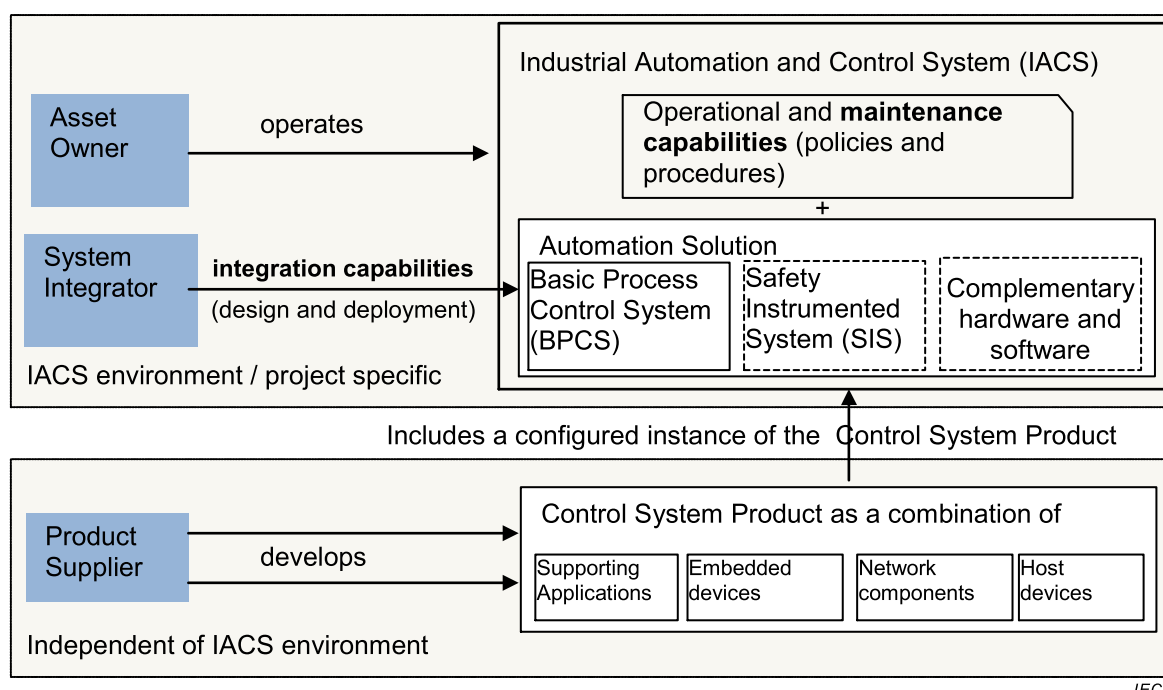 Industrial Automation and Control System (IACS)
Asset
Owner
operates
Operational and maintenance
capabilities (policies and
procedures)
+
System
Integrator
integration capabilities
(design and deployment)
Automation Solution
Basic Process
Control System
(BPCS)
Safety
Instrumented
System (SIS)
Complementary
hardware and
software
IACS environment / project specific
Includes a configured instance of the Control System Product
Product
Supplier
develops
Control System Product as a combination of
Supporting
Applications
Embedded
devices
Network
components
Host
devices
Independent of IACS environment
IEC